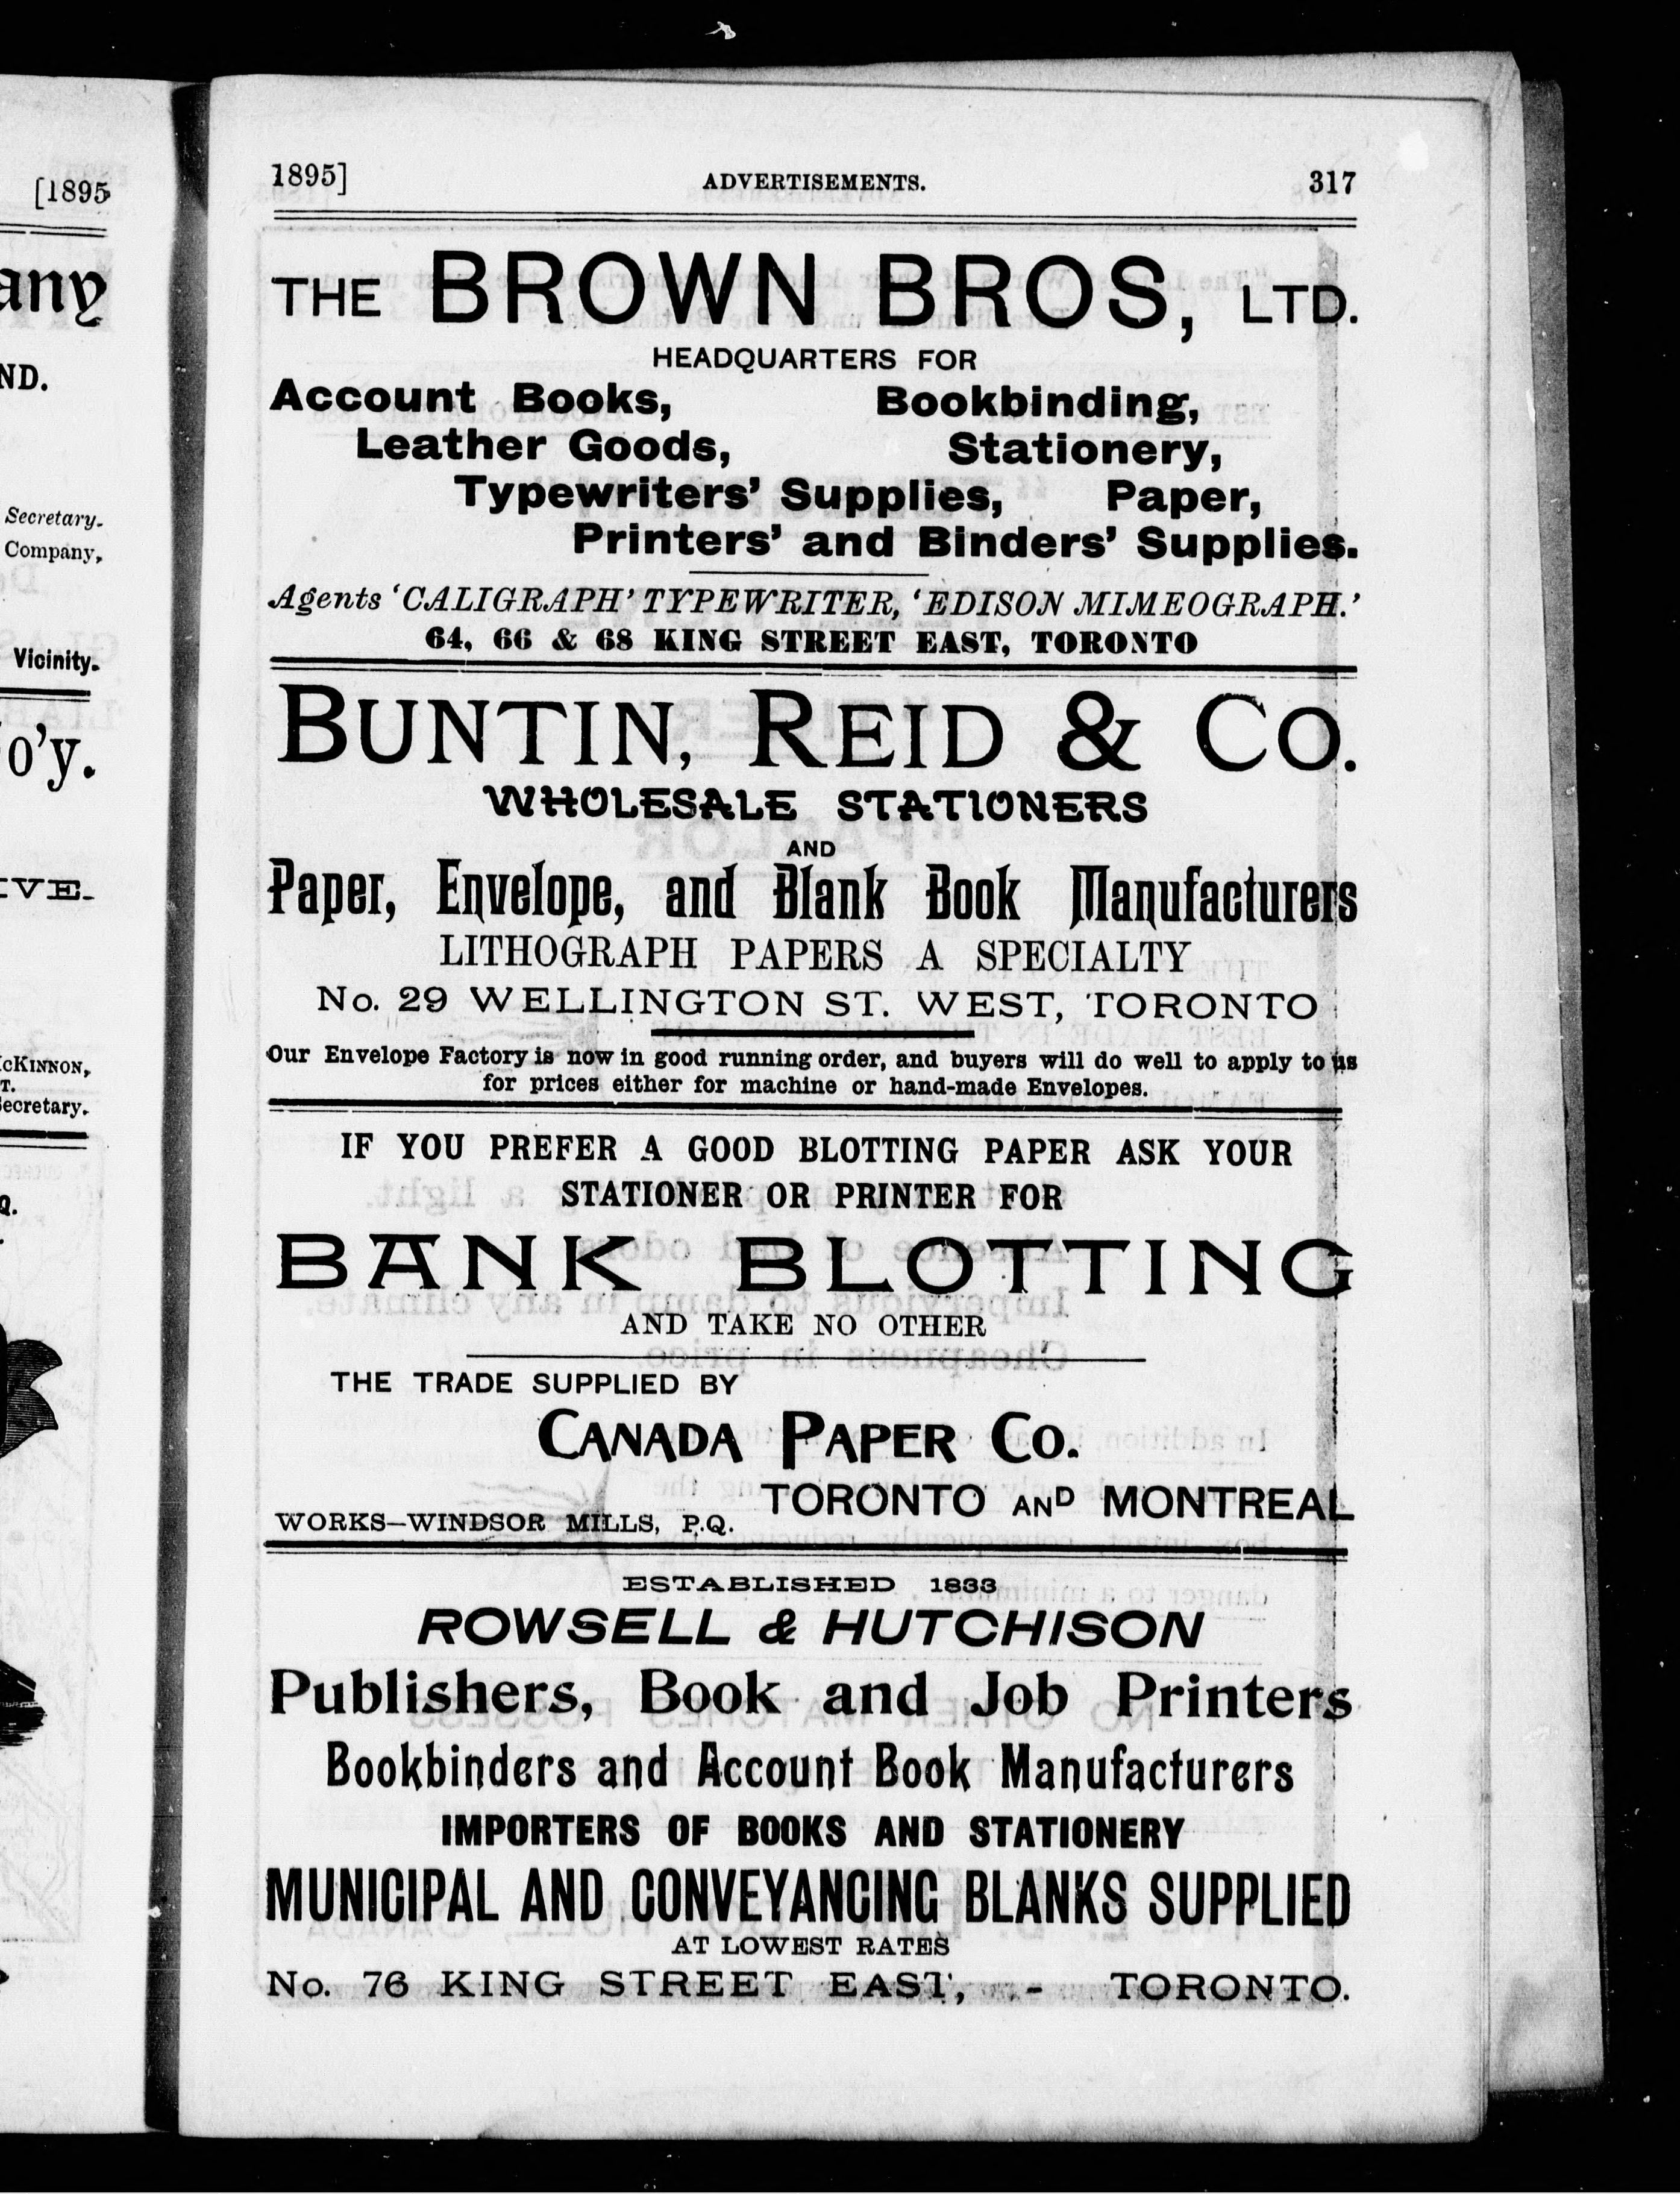 [1895
any
ND.
Secretary.
Company,
Vicinity.
o'y.
VE.
cKINNON,
T.
ecretary.
Q.
1895] ADVERTISEMENTS. 317
THE BROWN BROS, LTD.
HEADQUARTERS FOR
Account Books, Bookbinding,
Leather Goods, Stationery,
Typewriters' Supplies, Paper,
Printers' and Binders' Supplies.
Agents 'CALIGRAPH' TYPEWRITER, 'EDISON MIMEOGRAPH.'
64, 66 & 68 KING STREET EAST, TORONTO
BUNTIN, REID & CO.
WHOLESALE STATIONERS
AND
Paper, Envelope, and Blank Book Manufacturers
LITHOGRAPH PAPERS A SPECIALTY
No. 29 WELLINGTON ST. WEST, TORONTO
Our Envelope Factory is now in good running order, and buyers will do well to apply to us
for prices either for machine or hand-made Envelopes.
IF YOU PREFER A GOOD BLOTTING PAPER ASK YOUR
STATIONER OR PRINTER FOR
BANK BLOTTING
AND TAKE NO OTHER
THE TRADE SUPPLIED BY
CANADA PAPER CO.
TORONTO AND MONTREAL
WORKS—WINDSOR MILLS, P.Q.
ESTABLISHED 1833
ROWSELL & HUTCHISON
Publishers, Book and Job Printers
Bookbinders and Account Book Manufacturers
IMPORTERS OF BOOKS AND STATIONERY
MUNICIPAL AND CONVEYANCING BLANKS SUPPLIED
AT LOWEST RATES
No. 76 KING STREET EAST, - TORONTO.